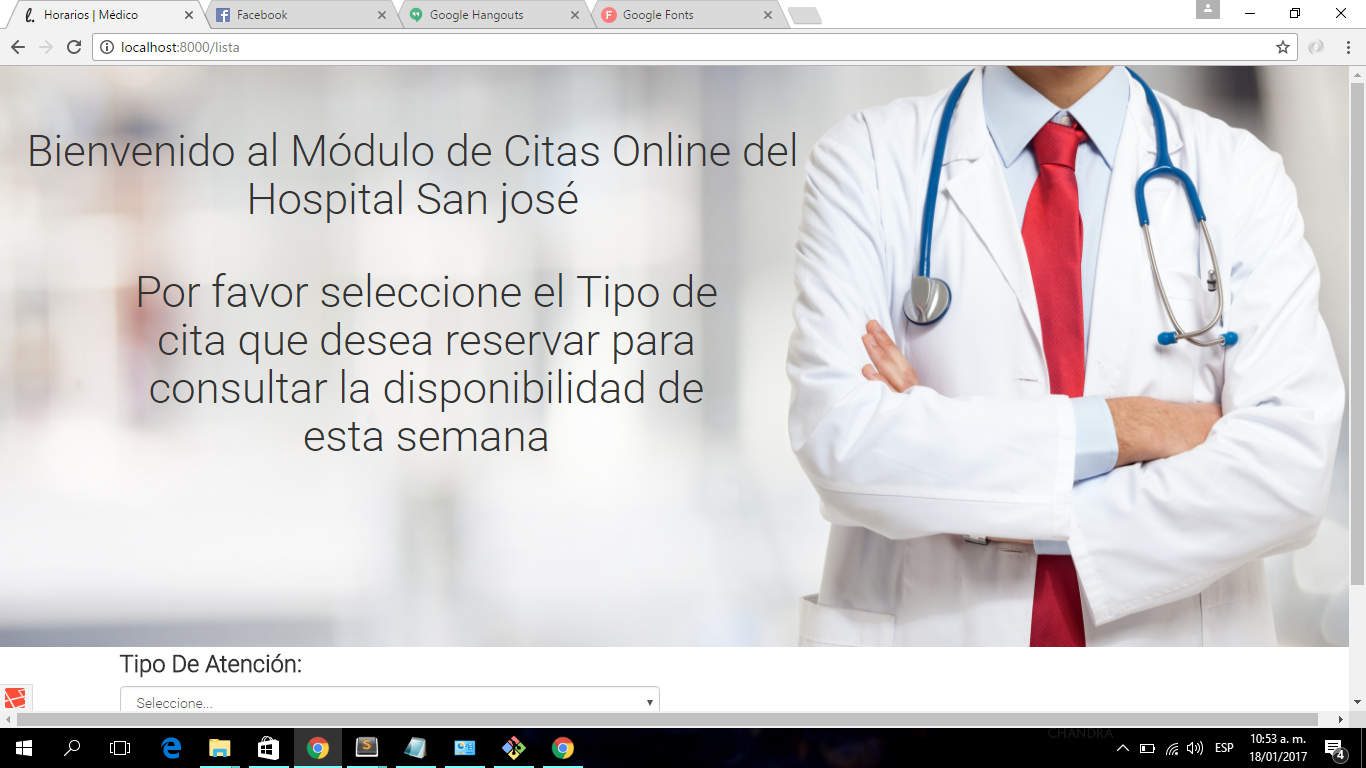 Horarios | Médico
Facebook
Google Hangouts
Google Fonts
localhost:8000/lista
Bienvenido al Módulo de Citas Online del
Hospital San josé
Por favor seleccione el Tipo de
cita que desea reservar para
consultar la disponibilidad de
esta semana
Tipo De Atención:
Seleccione...
CHANDRA
ESP
10:53 a. m.
18/01/2017
4